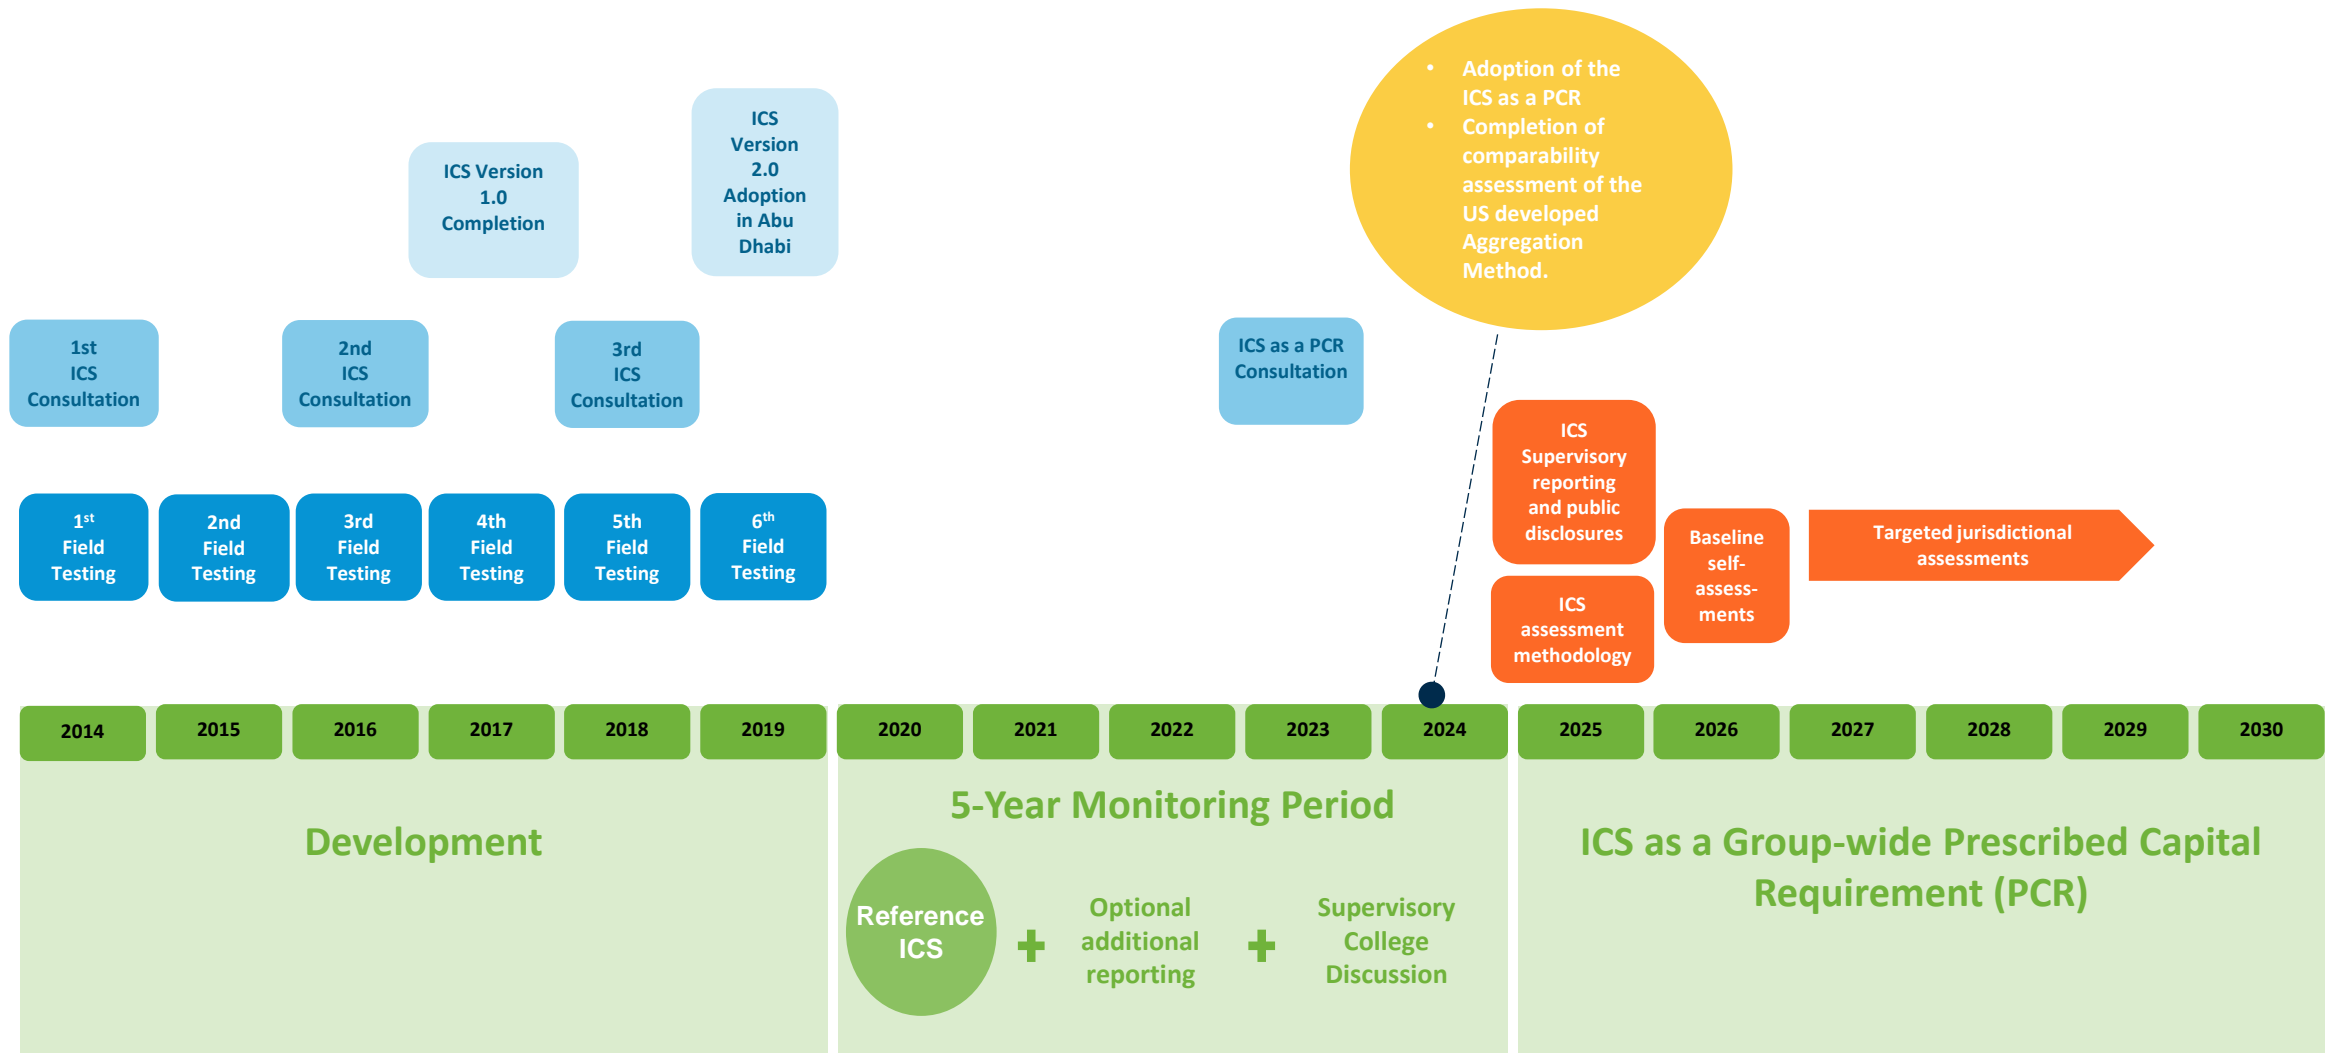 • Adoption of the
ICS as a PCR
• Completion of
comparability
assessment of the
US developed
Aggregation
Method.
ICS
Version
2.0
Adoption
in Abu
Dhabi
ICS Version
1.0
Completion
1st
ICS
Consultation
2nd
ICS
Consultation
3rd
ICS
Consultation
ICS as a PCR
Consultation
1st
Field
Testing
2nd
Field
Testing
3rd
Field
Testing
4th
Field
Testing
5th
Field
Testing
6th
Field
Testing
ICS
Supervisory
reporting
and public
disclosures
ICS
assessment
methodology
Baseline
self-
assess-
ments
Targeted jurisdictional
assessments
2014
2015
2016
2017
2018
2019
2020
2021
2022
2023
2024
2025
2026
2027
2028
2029
2030
Development
5-Year Monitoring Period
Reference
ICS
+
Optional
additional
reporting
+
Supervisory
College
Discussion
ICS as a Group-wide Prescribed Capital
Requirement (PCR)